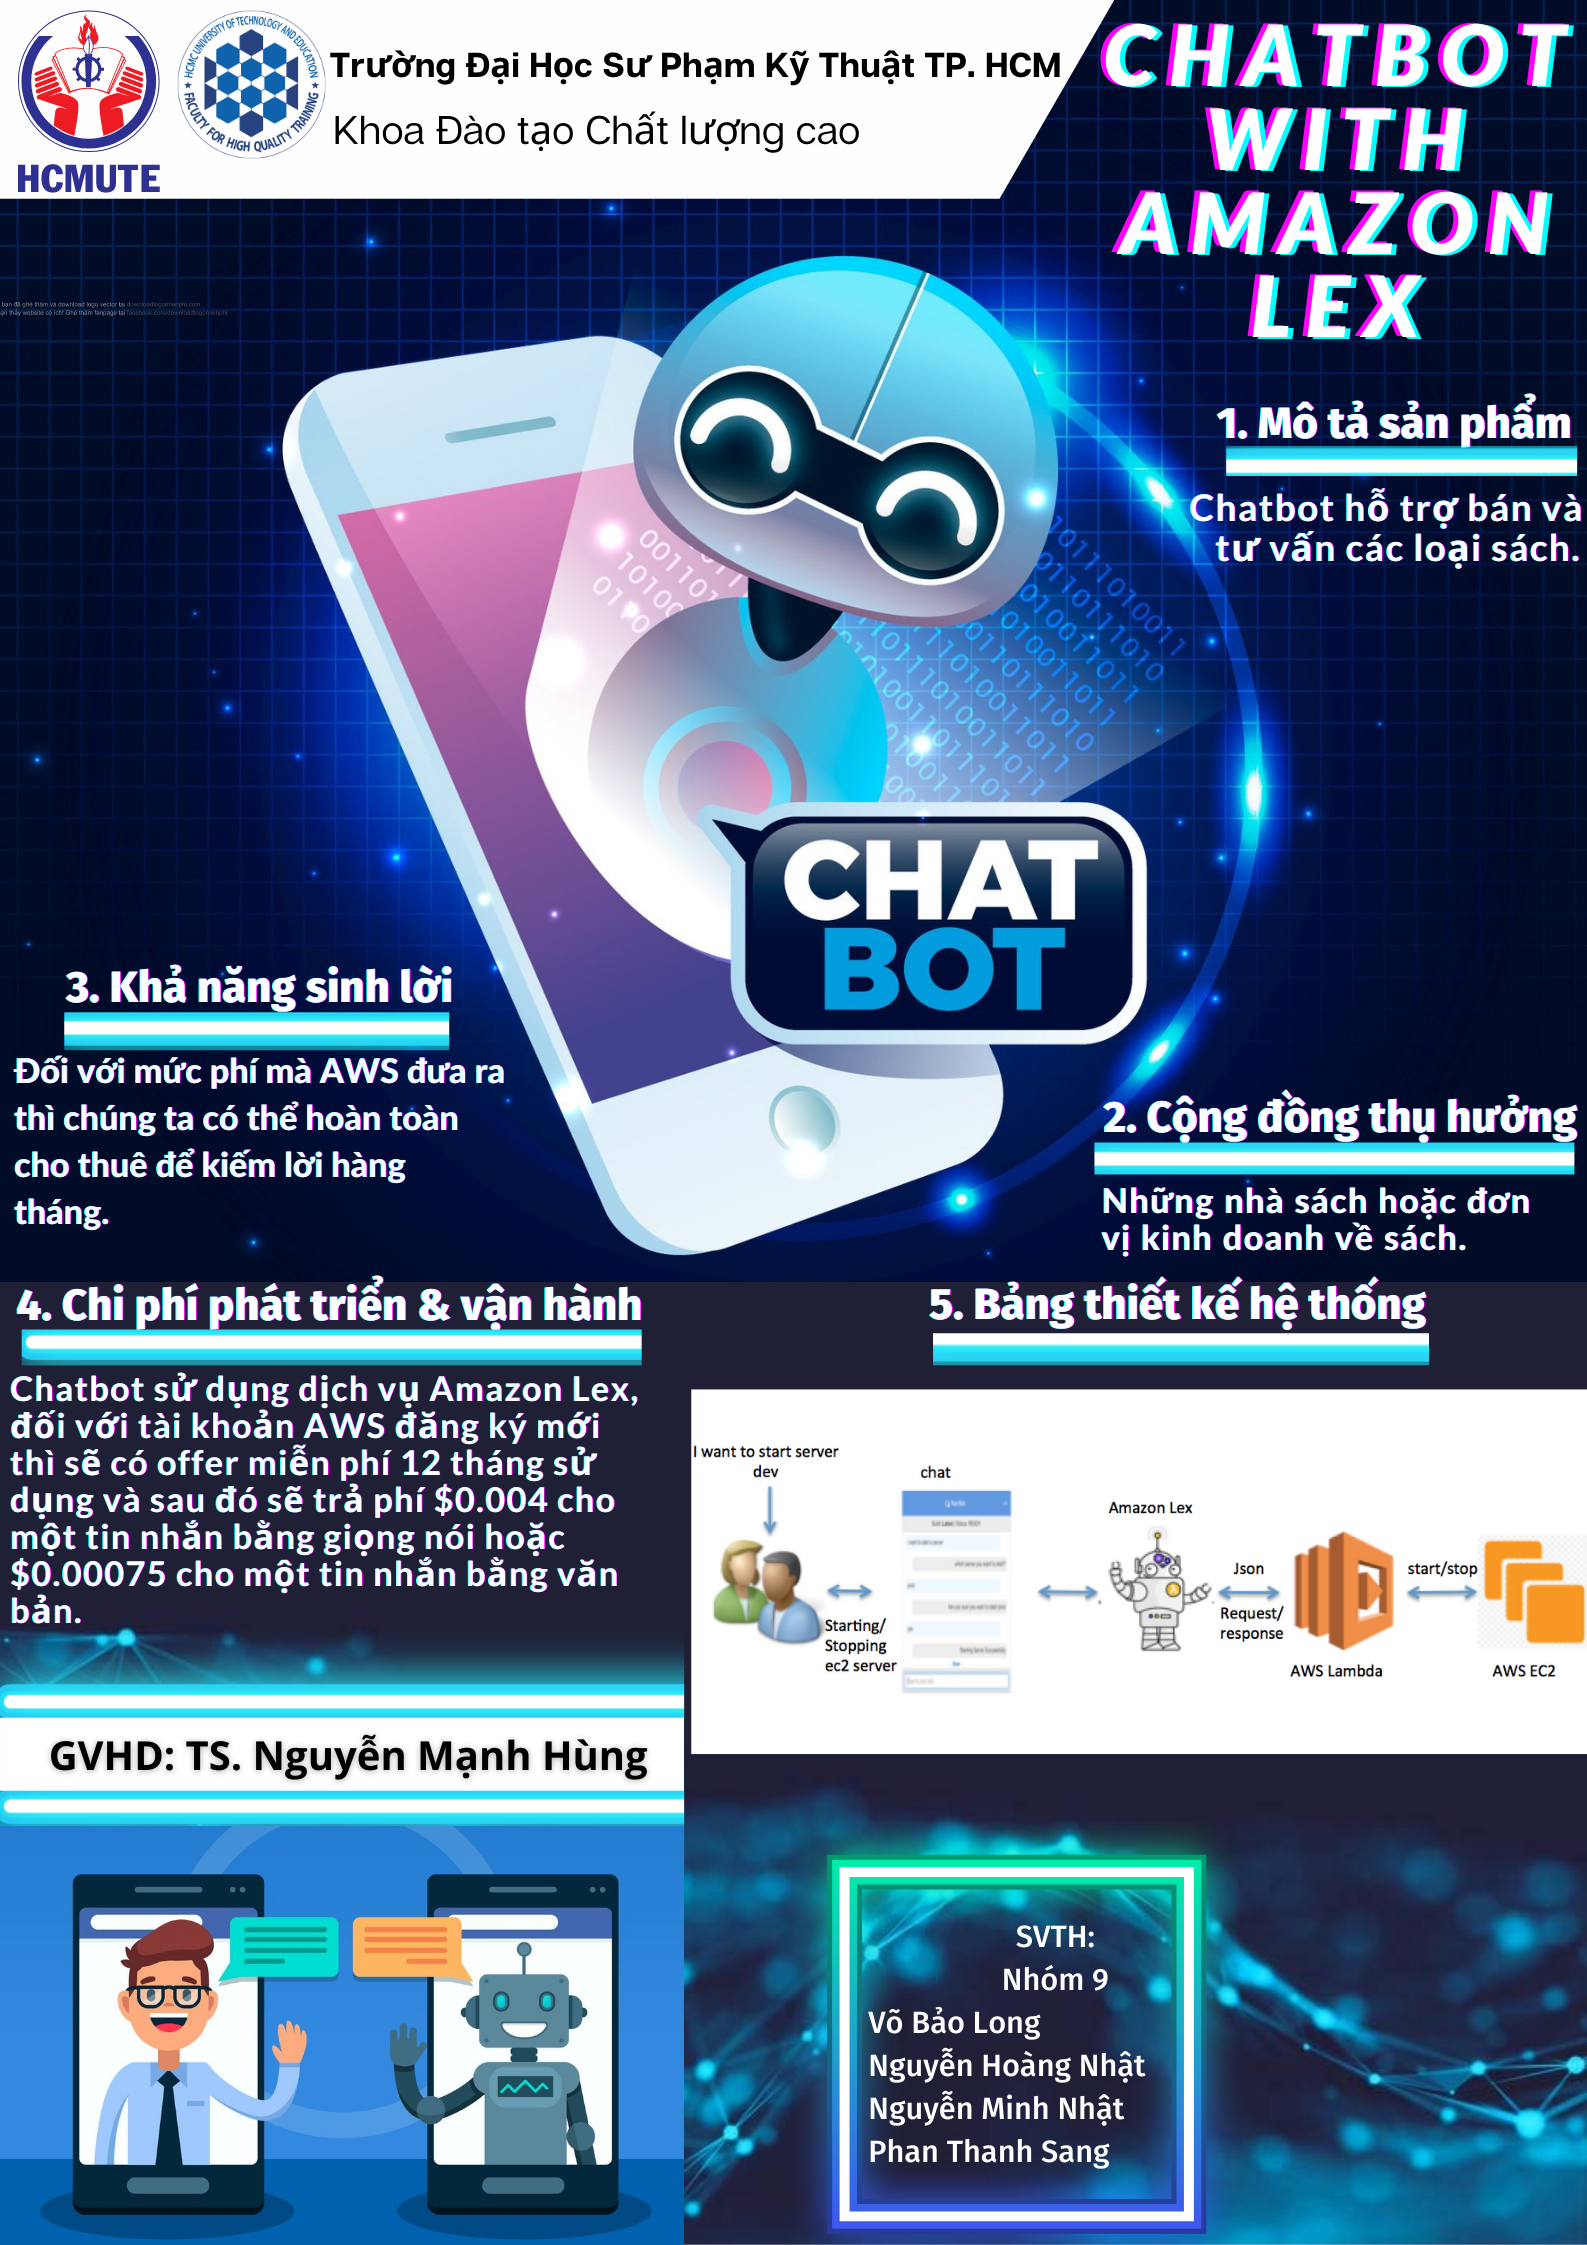 HCMC UNIVERSITY OF TECHNOLOGY AND EDUCATION
★ FACULTY FOR HIGH QUALITY TRAINING ★
HCMUTE
Trường Đại Học Sư Phạm Kỹ Thuật TP. HCM
Khoa Đào tạo Chất lượng cao
CHATBOT
WITH
AMAZON
LEX
bạn đã ghé thăm và download logo vector tại
1. Mô tả sản phẩm
Chatbot hỗ trợ bán và
tư vấn các loại sách.
CHAT
BOT
3. Khả năng sinh lời
Đối với mức phí mà AWS đưa ra
thì chúng ta có thể hoàn toàn
cho thuê để kiếm lời hàng
tháng.
2. Cộng đồng thụ hưởng
Những nhà sách hoặc đơn
vị kinh doanh về sách.
4. Chi phí phát triển & vận hành
Chatbot sử dụng dịch vụ Amazon Lex,
đối với tài khoản AWS đăng ký mới
thì sẽ có offer miễn phí 12 tháng sử
dụng và sau đó sẽ trả phí $0.004 cho
một tin nhắn bằng giọng nói hoặc
$0.00075 cho một tin nhắn bằng văn
bản.
5. Bảng thiết kế hệ thống
I want to start server
dev
chat
Amazon Lex
Starting/
Stopping
ec2 server
Json
Request/
response
AWS Lambda
start/stop
AWS EC2
GVHD: TS. Nguyễn Mạnh Hùng
SVTH:
Nhóm 9
Võ Bảo Long
Nguyễn Hoàng Nhật
Nguyễn Minh Nhật
Phan Thanh Sang